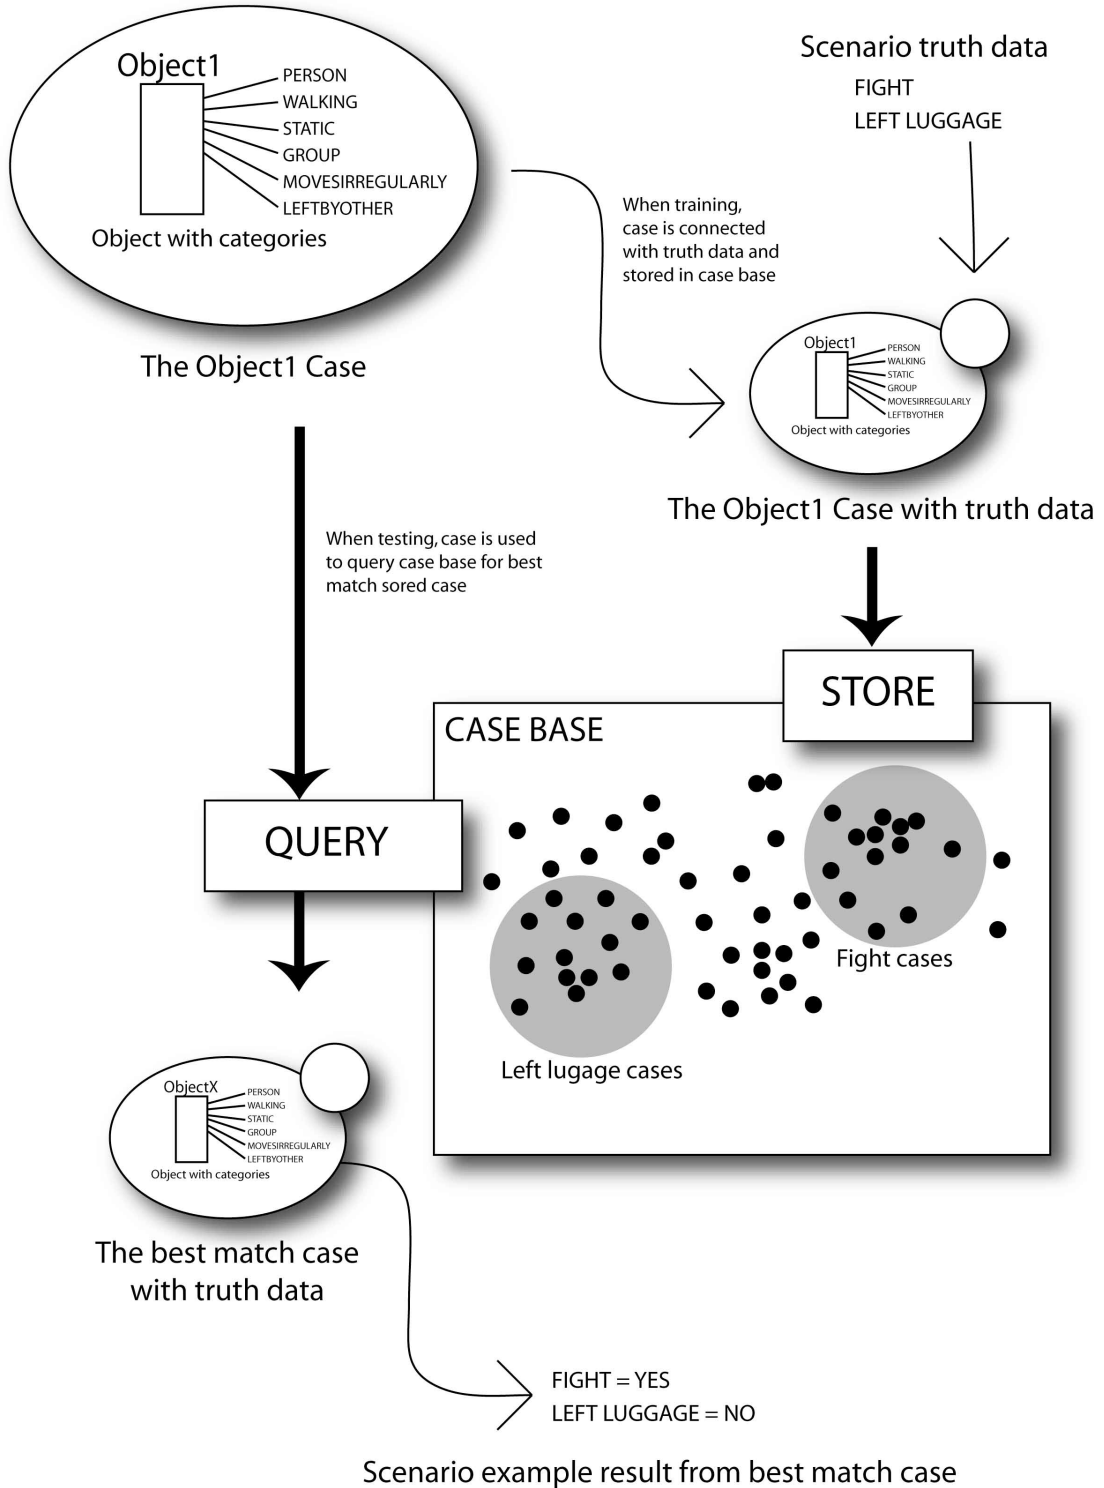 Object1
PERSON
WALKING
STATIC
GROUP
MOVESIRREGULARLY
LEFTBYOTHER
Object with categories
The Object1 Case
Scenario truth data
FIGHT
LEFT LUGGAGE
When training,
case is connected
with truth data and
stored in case base
Object1
PERSON
WALKING
STATIC
GROUP
MOVESIRREGULARLY
LEFTBYOTHER
Object with categories
The Object1 Case with truth data
When testing, case is used
to query case base for best
match sored case
STORE
CASE BASE
QUERY
Fight cases
Left lugage cases
ObjectX
PERSON
WALKING
STATIC
GROUP
MOVESIRREGULARLY
LEFTBYOTHER
Object with categories
The best match case
with truth data
FIGHT = YES
LEFT LUGGAGE = NO
Scenario example result from best match case